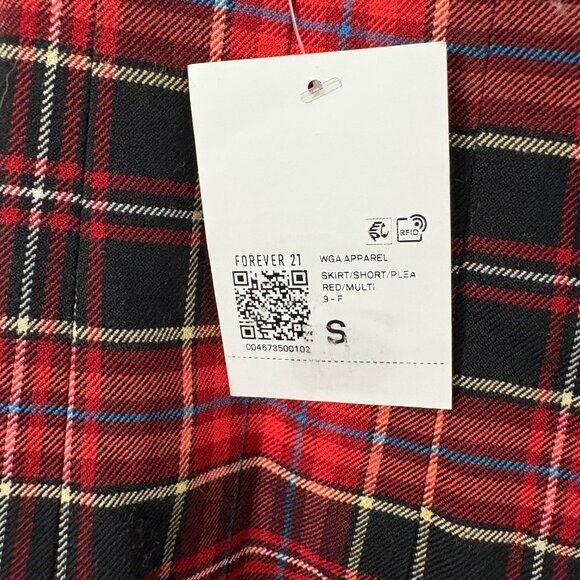 RFID
FOREVER 21
WGA APPAREL
SKIRT/SHORT/PLEA
RED/MULTI
9 - F
S
004673500102